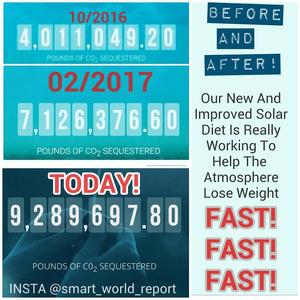 10/2016
4,011,049.20
POUNDS OF CO2 SEQUESTERED
02/2017
7,126,376.60
POUNDS OF CO2 SEQUESTERED
TODAY!
9,289,697.80
POUNDS OF CO2 SEQUESTERED
INSTA @smart_world_report
BEFORE
AND
AFTER!
Our New And
Improved Solar
Diet Is Really
Working To
Help The
Atmosphere
Lose Weight
FAST!
FAST!
FAST!